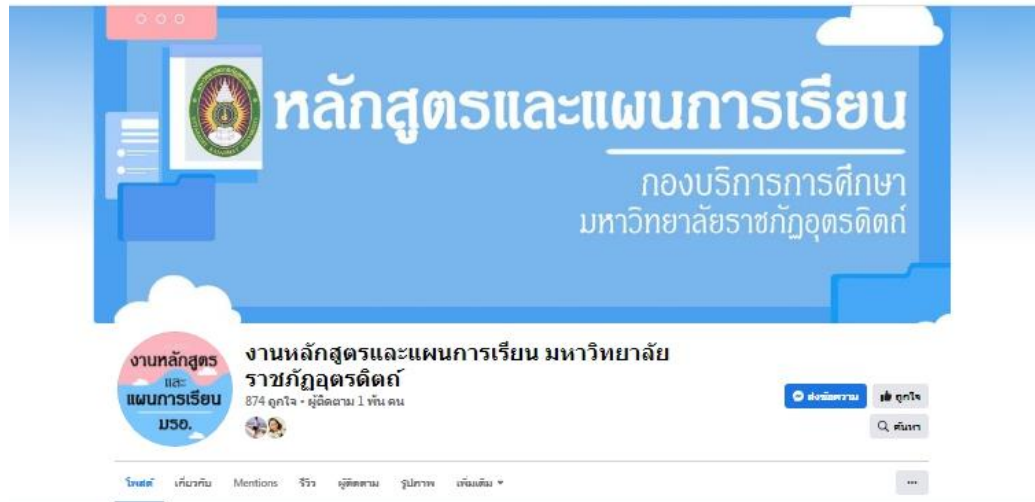 หลักสูตรและแผนการเรียน
กองบริการการศึกษา
มหาวิทยาลัยราชภัฏอุตรดิตถ์
งานหลักสูตร
และ
แผนการเรียน
มรอ.
งานหลักสูตรและแผนการเรียน มหาวิทยาลัย
ราชภัฏอุตรดิตถ์
874 ถูกใจ • ผู้ติดตาม 1 พัน คน
ส่งข้อความ
ถูกใจ
ค้นหา
โพสต์ เกี่ยวกับ Mentions รีวิว ผู้ติดตาม รูปภาพ เพิ่มเติม